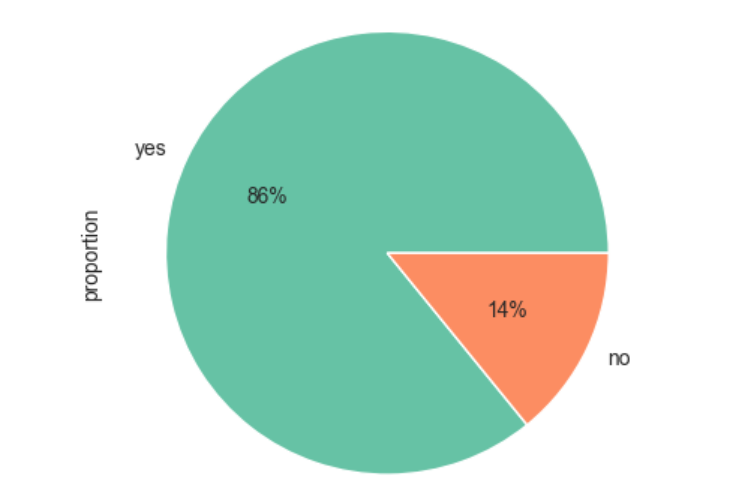 yes
86%
proportion
14%
no